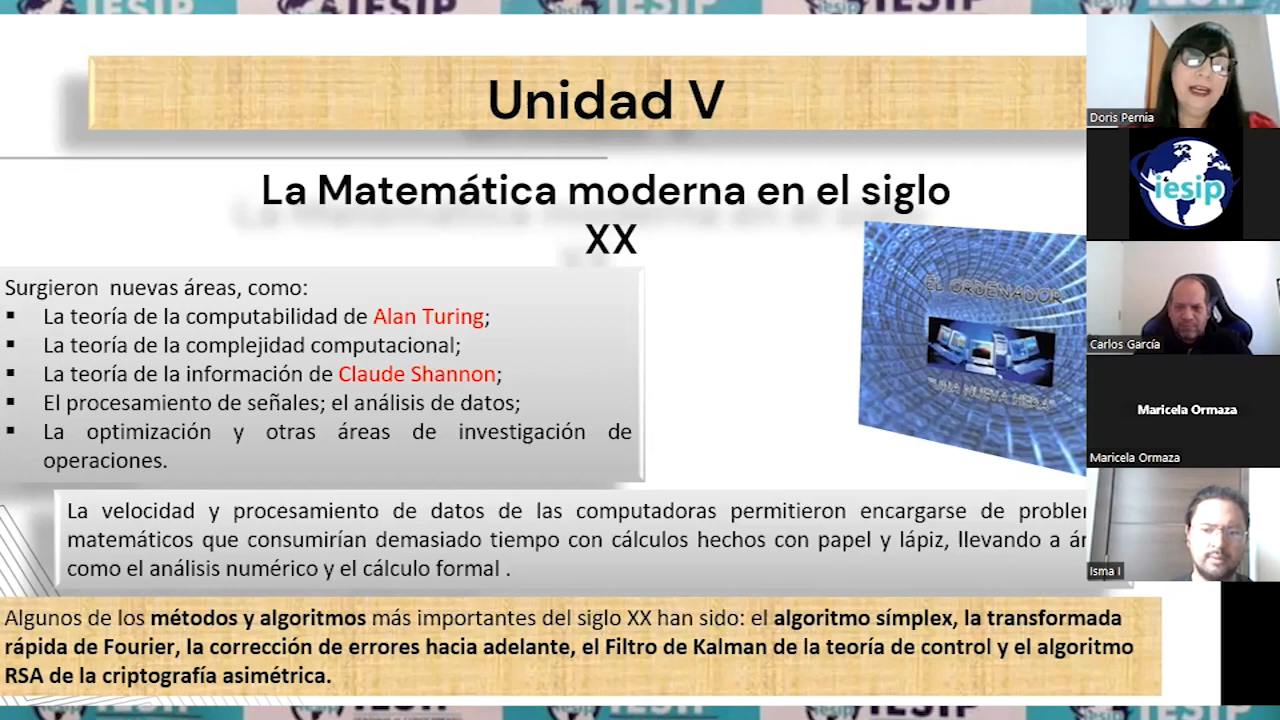 IESIP
IESIP
IESIP
IESIP
Unidad V
La Matemática moderna en el siglo
XX
Surgieron nuevas áreas, como:
▪ La teoría de la computabilidad de Alan Turing;
▪ La teoría de la complejidad computacional;
▪ La teoría de la información de Claude Shannon;
▪ El procesamiento de señales; el análisis de datos;
▪ La optimización y otras áreas de investigación de
operaciones.
EL ORDENADOR
"UNA NUEVA HERA"
La velocidad y procesamiento de datos de las computadoras permitieron encargarse de
matemáticos que consumirían demasiado tiempo con cálculos hechos con papel y lápiz, llevando a
como el análisis numérico y el cálculo formal .
Algunos de los métodos y algoritmos más importantes del siglo XX han sido: el algoritmo símplex, la transformada
rápida de Fourier, la corrección de errores hacia adelante, el Filtro de Kalman de la teoría de control y el algoritmo
RSA de la criptografía asimétrica.
Doris Pernia
iesip
Carlos García
Maricela Ormaza
Maricela Ormaza
Isma I